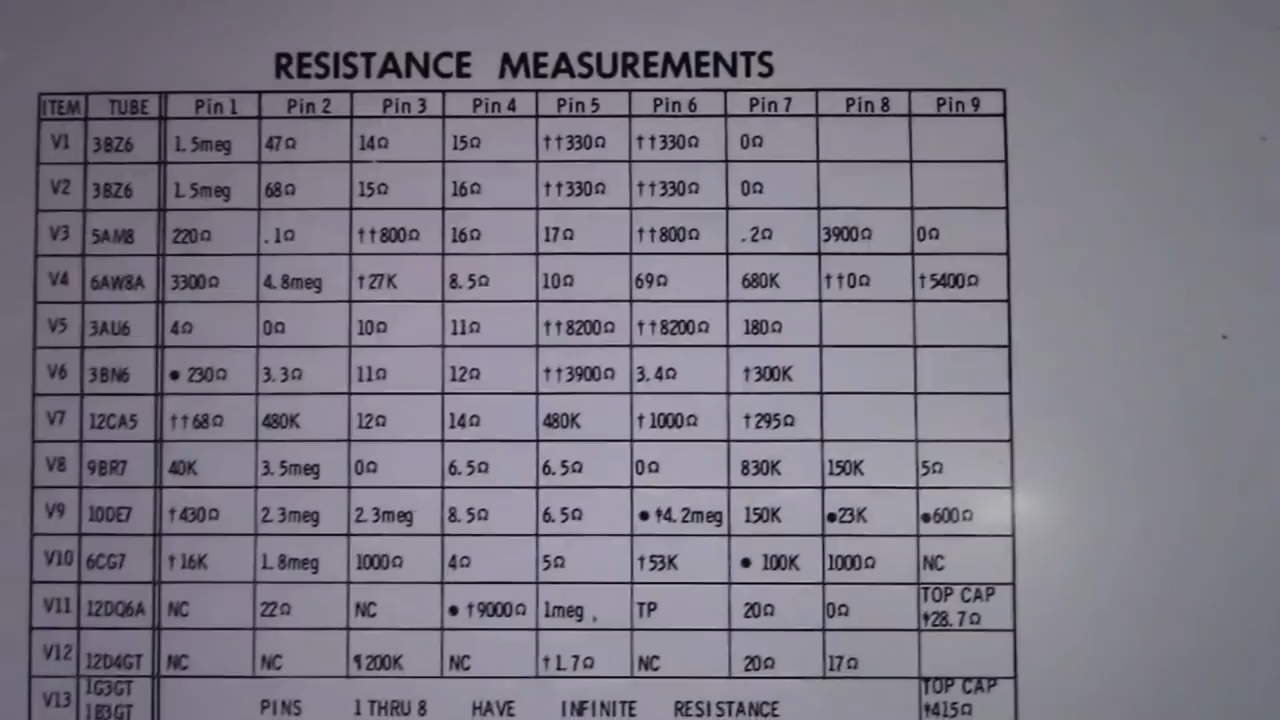 RESISTANCE MEASUREMENTS
ITEM TUBE Pin 1 Pin 2 Pin 3 Pin 4 Pin 5 Pin 6 Pin 7 Pin 8 Pin 9
V1 3BZ6 1.5meg 47Ω 14Ω 15Ω ††330Ω ††330Ω 0Ω
V2 3BZ6 1.5meg 68Ω 15Ω 16Ω ††330Ω ††330Ω 0Ω
V3 5AM8 220Ω .1Ω ††800Ω 16Ω 17Ω ††800Ω .2Ω 3900Ω 0Ω
V4 6AW8A 3300Ω 4.8meg †27K 8.5Ω 10Ω 69Ω 680K ††0Ω †5400Ω
V5 3AU6 4Ω 0Ω 10Ω 11Ω ††8200Ω ††8200Ω 180Ω
V6 3BN6 ● 230Ω 3.3Ω 11Ω 12Ω ††3900Ω 3.4Ω †300K
V7 12CA5 ††68Ω 480K 12Ω 14Ω 480K †1000Ω †295Ω
V8 9BR7 40K 3.5meg 0Ω 6.5Ω 6.5Ω 0Ω 830K 150K 5Ω
V9 10DE7 †430Ω 2.3meg 2.3meg 8.5Ω 6.5Ω ● †4.2meg 150K ●23K ●600Ω
V10 6CG7 †16K 1.8meg 1000Ω 4Ω 5Ω †53K ● 100K 1000Ω NC
V11 12DQ6A NC 22Ω NC ● †9000Ω 1meg. TP 20Ω 0Ω TOP CAP
†28.7Ω
V12 12D4GT NC NC ¶200K NC †1.7Ω NC 20Ω 17Ω
V13 1G3GT PINS 1 THRU 8 HAVE INFINITE RESISTANCE TOP CAP
1B3GT †415Ω